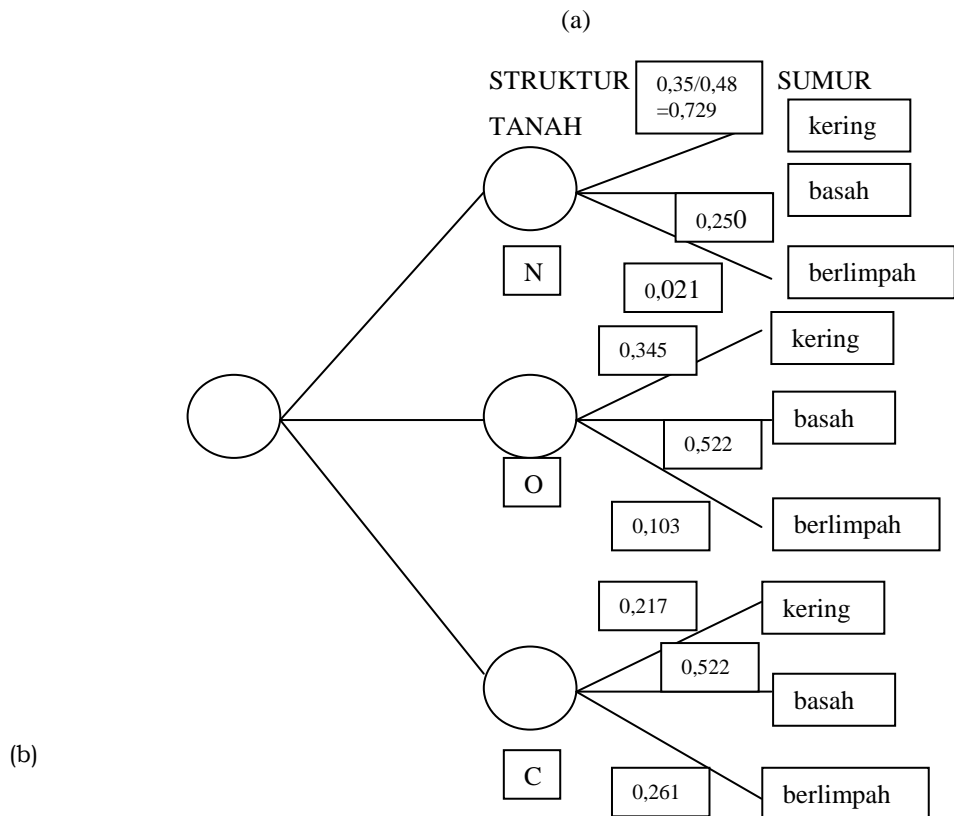 (a)
STRUKTUR
TANAH
0,35/0,48
=0,729
SUMUR
kering
basah
0,250
berlimpah
N
0,021
0,345
kering
basah
0,522
O
0,103
berlimpah
0,217
kering
0,522
basah
(b)
C
0,261
berlimpah